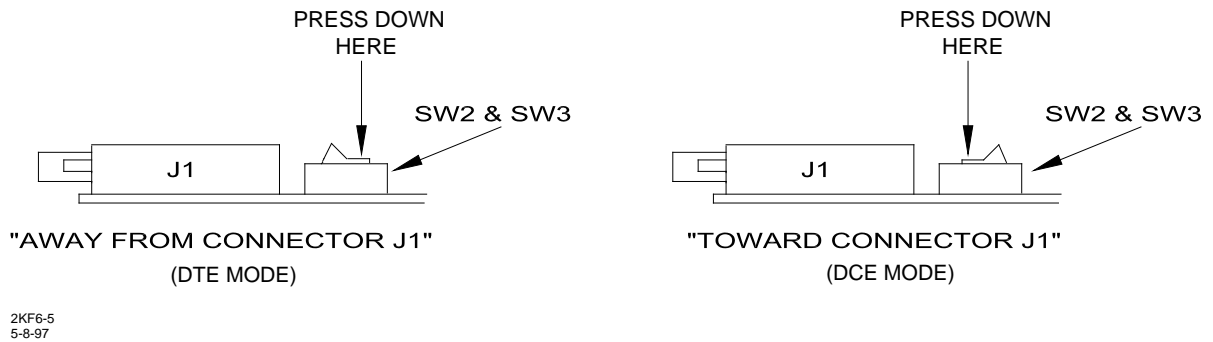 PRESS DOWN
HERE
SW2 & SW3
J1
"AWAY FROM CONNECTOR J1"
(DTE MODE)
PRESS DOWN
HERE
SW2 & SW3
J1
"TOWARD CONNECTOR J1"
(DCE MODE)
2KF6-5
5-8-97